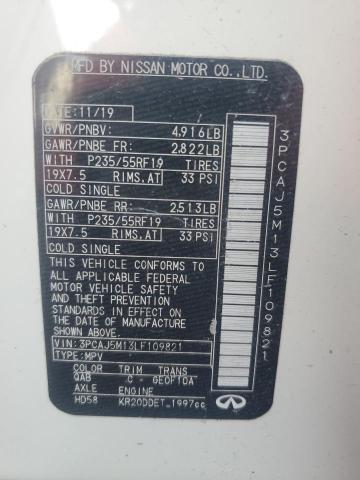 MFD BY NISSAN MOTOR CO.,LTD.
DATE:11/19
GVWR/PNBV: 4,916LB
GAWR/PNBE FR: 2,822LB
WITH P235/55RF19 TIRES
19X7.5 RIMS,AT 33 PSI
COLD SINGLE
GAWR/PNBE RR: 2,513LB
WITH P235/55RF19 TIRES
19X7.5 RIMS,AT 33 PSI
COLD SINGLE
THIS VEHICLE CONFORMS TO
ALL APPLICABLE FEDERAL
MOTOR VEHICLE SAFETY
AND THEFT PREVENTION
STANDARDS IN EFFECT ON
THE DATE OF MANUFACTURE
SHOWN ABOVE.
VIN:3PCAJ5M13LF109821
TYPE:MPV
COLOR TRIM TRANS
QAB C - GEOF10A
AXLE ENGINE
HD58 KR20DDET_1997cc
3PCAJ5M13LF109821